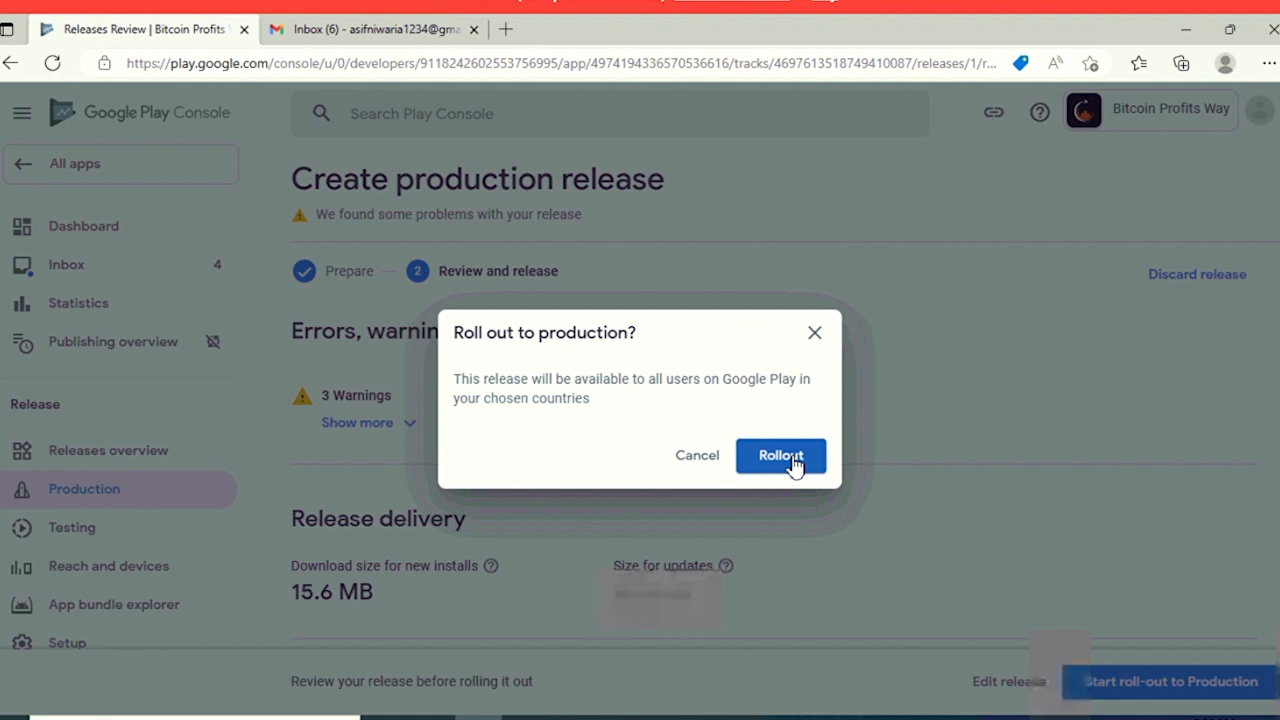 Releases Review | Bitcoin Profits
Inbox (6) - asifniwaria1234@gma
https://play.google.com/console/u/0/developers/9118242602553756995/app/4974194336570536616/tracks/4697613518749410087/releases/1/r...
Google Play Console
Search Play Console
Bitcoin Profits Way
All apps
Create production release
We found some problems with your release
Dashboard
Inbox 4
Statistics
Publishing overview
Prepare
2 Review and release
Discard release
Errors, warnin
Roll out to production?
This release will be available to all users on Google Play in
your chosen countries
Cancel
Rollout
3 Warnings
Show more
Release
Releases overview
Production
Testing
Reach and devices
App bundle explorer
Setup
Release delivery
Download size for new installs
15.6 MB
Size for updates
Review your release before rolling it out
Edit release
Start roll-out to Production